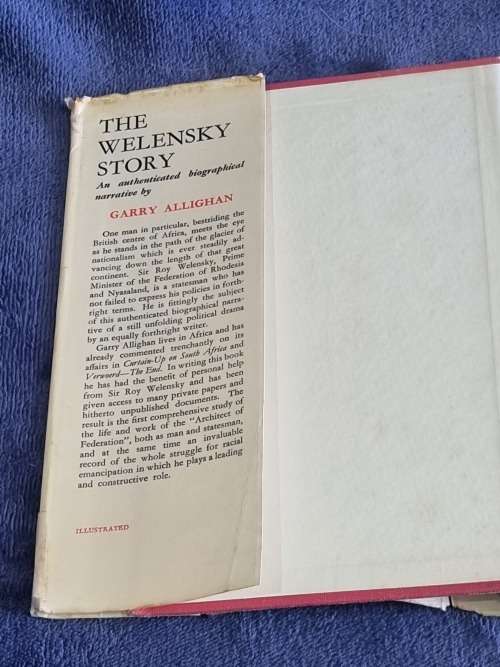 THE
WELENSKY
STORY
An authenticated biographical
narrative by
GARRY ALLIGHAN
One man in particular, bestriding the
British centre of Africa, meets the eye
as he stands in the path of the glacier of
nationalism which is ever steadily ad-
vancing down the length of that great
continent. Sir Roy Welensky, Prime
Minister of the Federation of Rhodesia
and Nyasaland, is a statesman who has
not failed to express his policies in forth-
right terms. He is fittingly the subject
of this authenticated biographical narra-
tive of a still unfolding political drama
by an equally forthright writer.
Garry Allighan lives in Africa and has
already commented trenchantly on its
affairs in Curtain-Up on South Africa and
Verwoerd—The End. In writing this book
he has had the benefit of personal help
from Sir Roy Welensky and has been
given access to many private papers and
hitherto unpublished documents. The
result is the first comprehensive study of
the life and work of the "Architect of
Federation", both as man and statesman,
and at the same time an invaluable
record of the whole struggle for racial
emancipation in which he plays a leading
and constructive role.
ILLUSTRATED